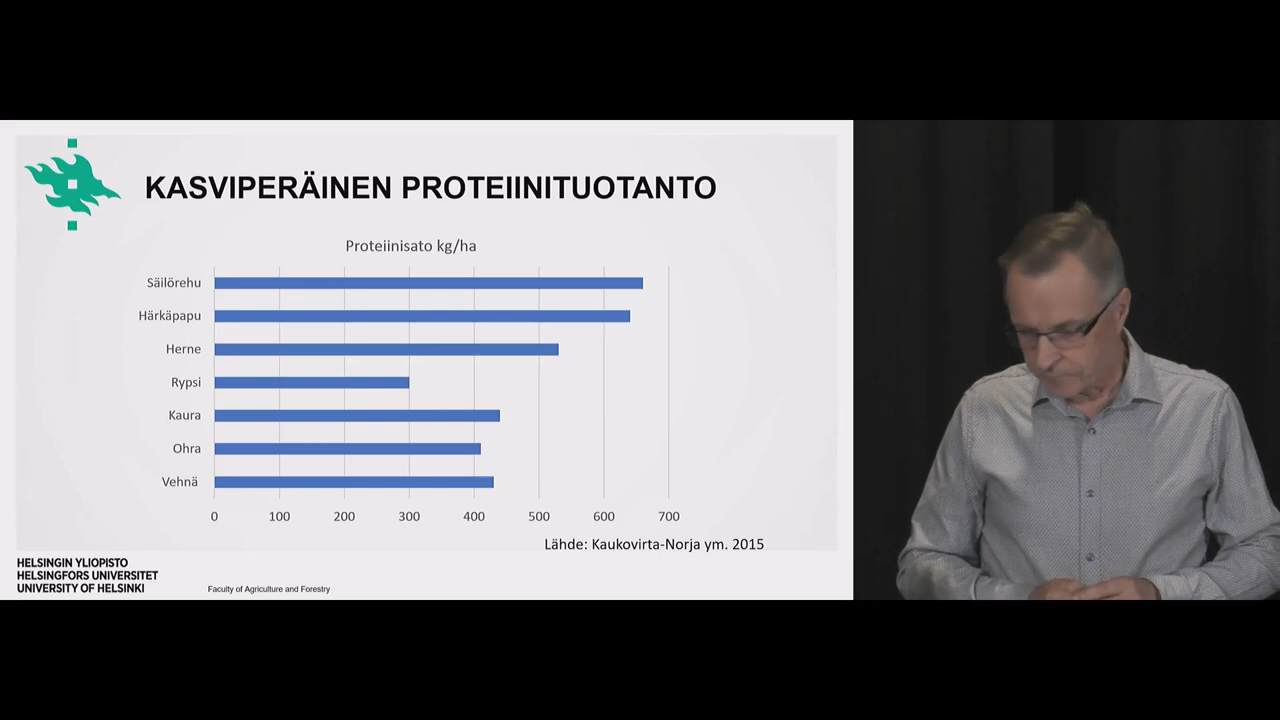 KASVIPERÄINEN PROTEIINITUOTANTO
Proteiinisato kg/ha
Säilörehu
Härkäpapu
Herne
Rypsi
Kaura
Ohra
Vehnä
0 100 200 300 400 500 600 700
Lähde: Kaukovirta-Norja ym. 2015
HELSINGIN YLIOPISTO
HELSINGFORS UNIVERSITET
UNIVERSITY OF HELSINKI
Faculty of Agriculture and Forestry